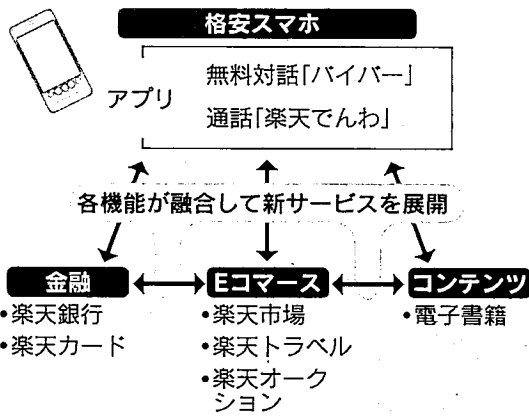 格安スマホ
アプリ
無料対話「バイバー」
通話「楽天でんわ」
各機能が融合して新サービスを展開
金融
•楽天銀行
•楽天カード
Eコマース
•楽天市場
•楽天トラベル
•楽天オーク
ション
コンテンツ
•電子書籍